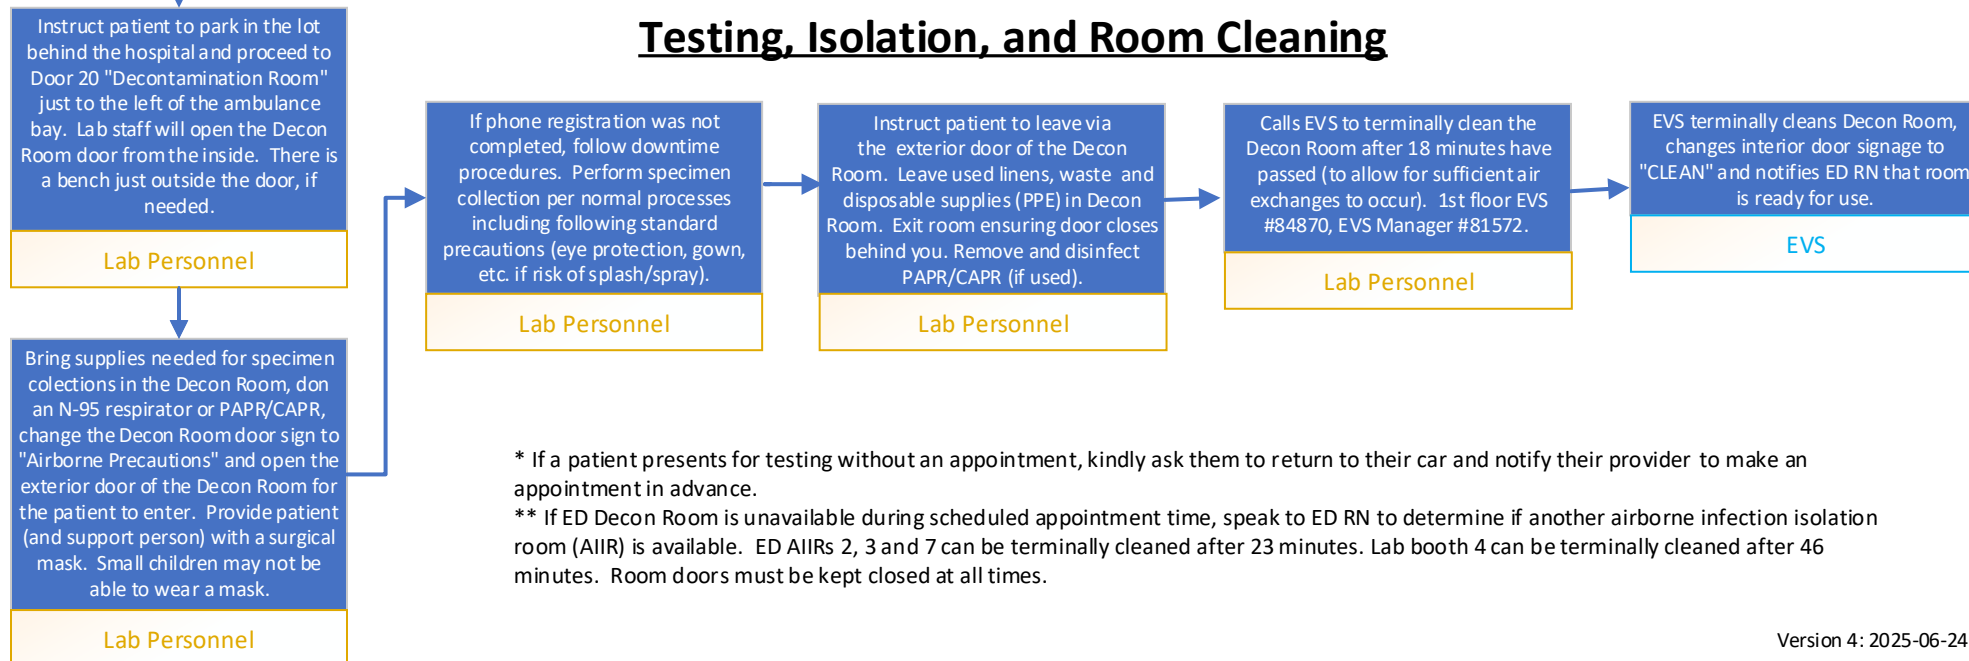 Testing, Isolation, and Room Cleaning
Instruct patient to park in the lot
behind the hospital and proceed to
Door 20 "Decontamination Room"
just to the left of the ambulance
bay. Lab staff will open the Decon
Room door from the inside. There is
a bench just outside the door, if
needed.
Lab Personnel
Bring supplies needed for specimen
colections in the Decon Room, don
an N-95 respirator or PAPR/CAPR,
change the Decon Room door sign to
"Airborne Precautions" and open the
exterior door of the Decon Room for
the patient to enter. Provide patient
(and support person) with a surgical
mask. Small children may not be
able to wear a mask.
Lab Personnel
If phone registration was not
completed, follow downtime
procedures. Perform specimen
collection per normal processes
including following standard
precautions (eye protection, gown,
etc. if risk of splash/spray).
Lab Personnel
Instruct patient to leave via
the exterior door of the Decon
Room. Leave used linens, waste and
disposable supplies (PPE) in Decon
Room. Exit room ensuring door closes
behind you. Remove and disinfect
PAPR/CAPR (if used).
Lab Personnel
Calls EVS to terminally clean the
Decon Room after 18 minutes have
passed (to allow for sufficient air
exchanges to occur). 1st floor EVS
#84870, EVS Manager #81572.
Lab Personnel
EVS terminally cleans Decon Room,
changes interior door signage to
"CLEAN" and notifies ED RN that room
is ready for use.
EVS
* If a patient presents for testing without an appointment, kindly ask them to return to their car and notify their provider to make an
appointment in advance.
** If ED Decon Room is unavailable during scheduled appointment time, speak to ED RN to determine if another airborne infection isolation
room (AIIR) is available. ED AIIRs 2, 3 and 7 can be terminally cleaned after 23 minutes. Lab booth 4 can be terminally cleaned after 46
minutes. Room doors must be kept closed at all times.
Version 4: 2025-06-24